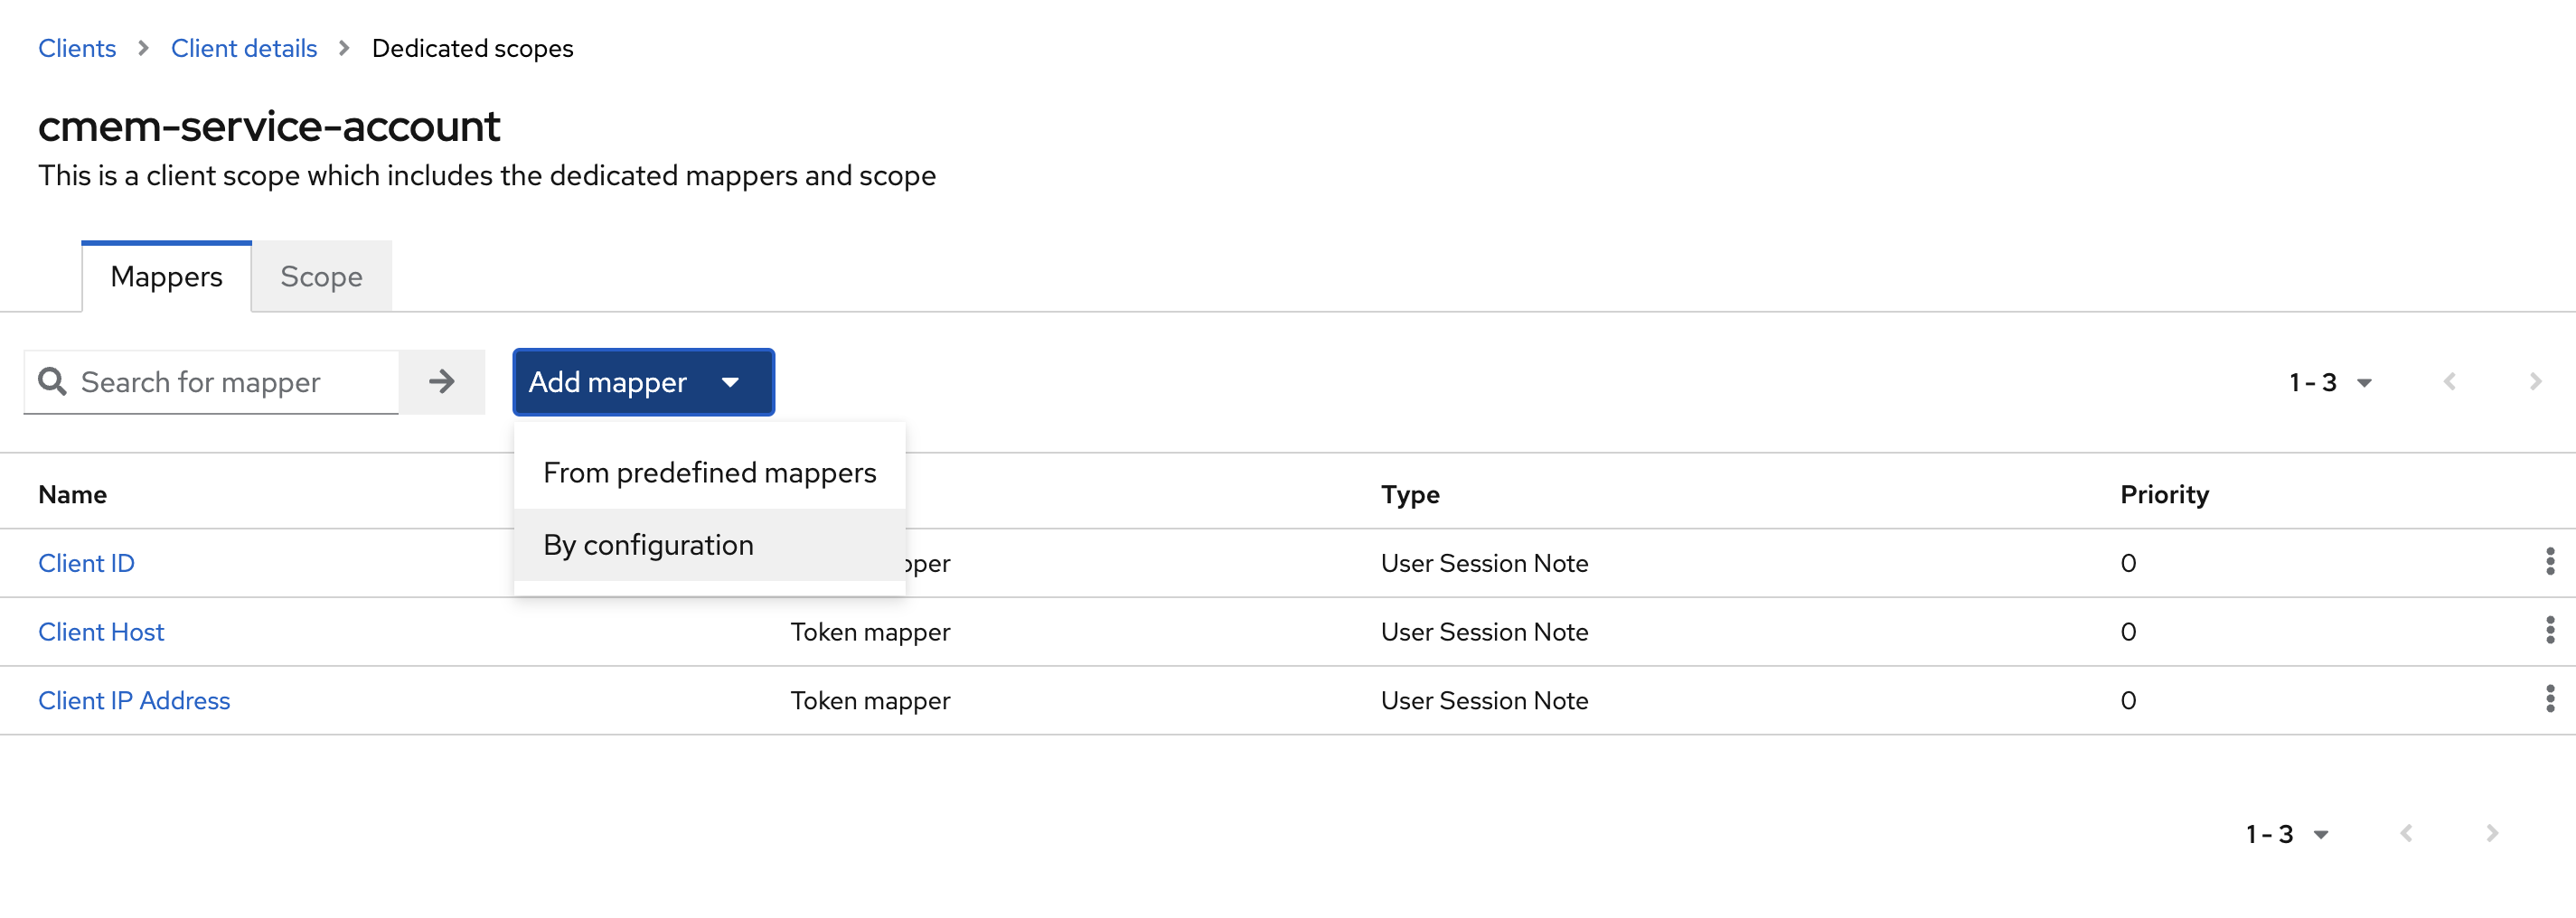 Clients > Client details > Dedicated scopes
cmem-service-account
This is a client scope which includes the dedicated mappers and scope
Mappers Scope
Search for mapper Add mapper 1 - 3
From predefined mappers
Name Type Priority
By configuration
Client ID User Session Note 0
Client Host Token mapper User Session Note 0
Client IP Address Token mapper User Session Note 0
1 - 3